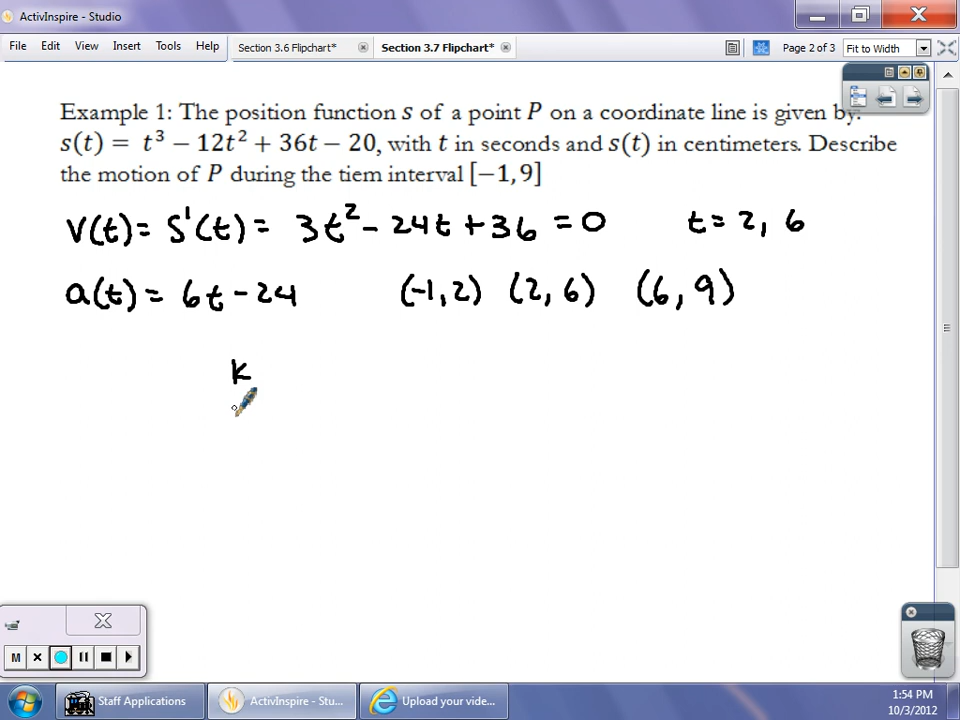 ActivInspire - Studio
File Edit View Insert Tools Help Section 3.6 Flipchart* Section 3.7 Flipchart* Page 2 of 3 Fit to Width
Example 1: The position function s of a point P on a coordinate line is given by:
s(t) = t³ − 12t² + 36t − 20, with t in seconds and s(t) in centimeters. Describe
the motion of P during the tiem interval [−1, 9]
V(t) = S'(t) = 3t² - 24t + 36 = 0 t = 2, 6
a(t) = 6t - 24 (-1, 2) (2, 6) (6, 9)
K
M
Staff Applications ActivInspire - Stu... Upload your vide... 1:54 PM
10/3/2012